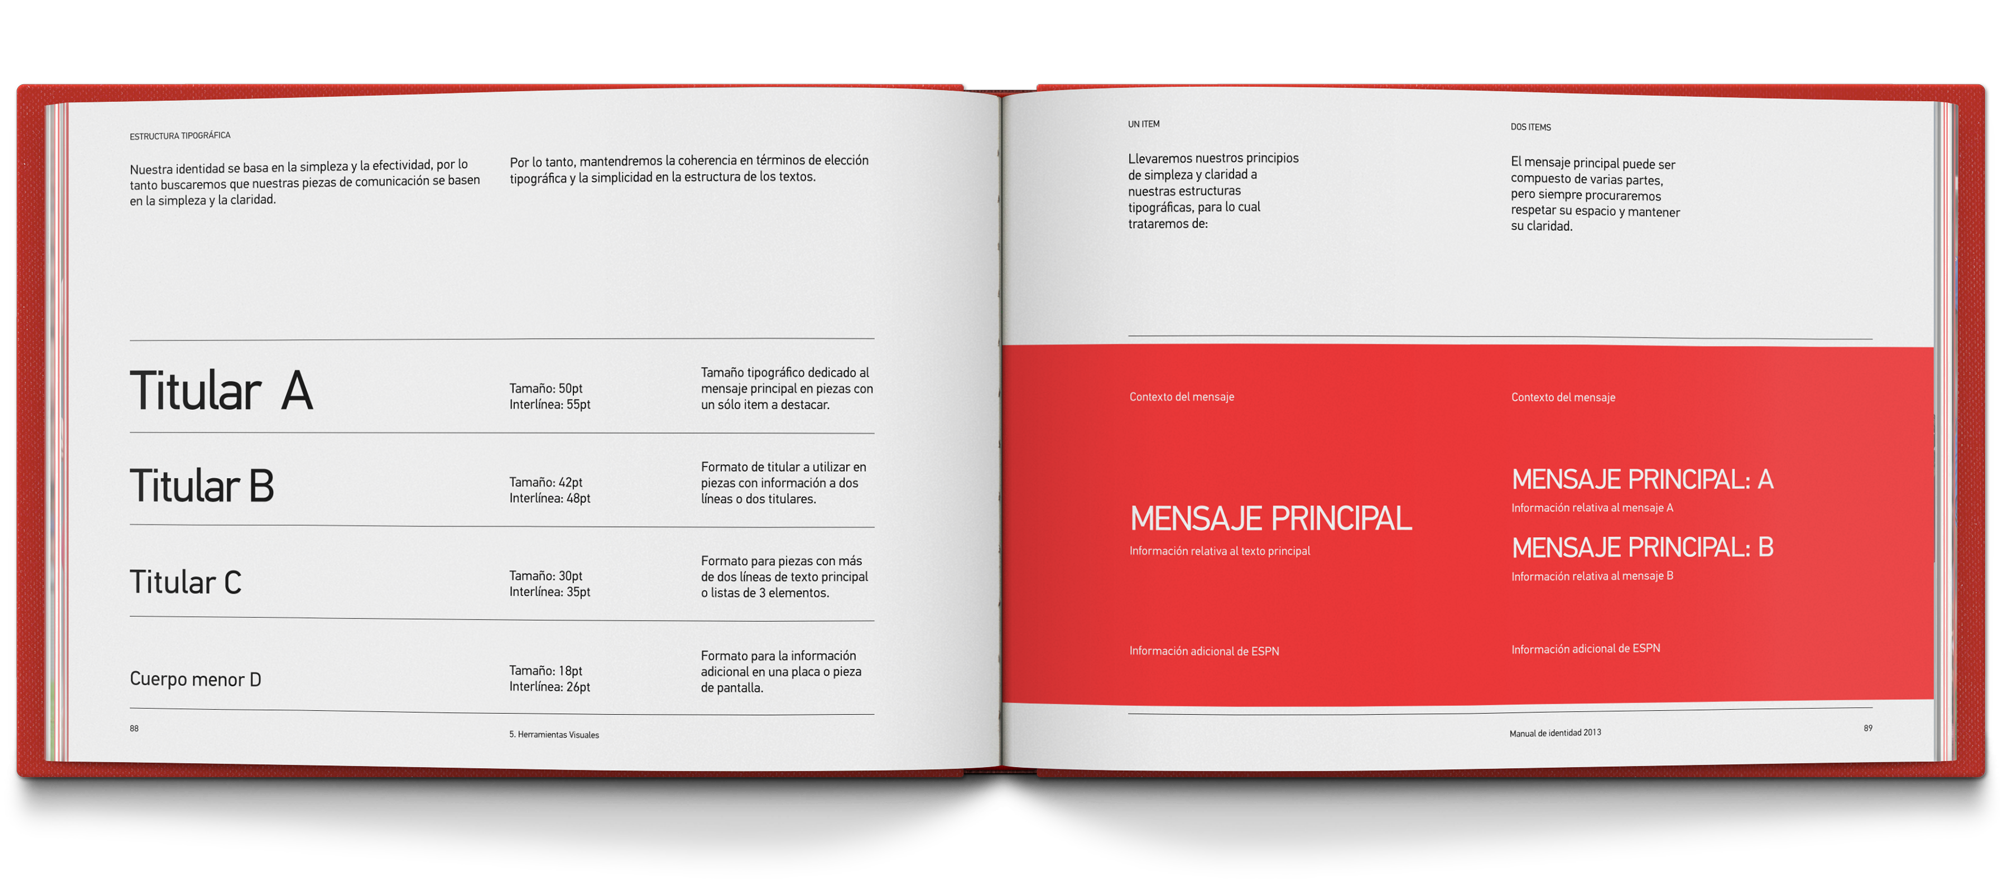 ESTRUCTURA TIPOGRÁFICA
Nuestra identidad se basa en la simpleza y la efectividad, por lo
tanto buscaremos que nuestras piezas de comunicación se basen
en la simpleza y la claridad.
Por lo tanto, mantendremos la coherencia en términos de elección
tipográfica y la simplicidad en la estructura de los textos.
Titular A
Tamaño: 50pt
Interlínea: 55pt
Tamaño tipográfico dedicado al
mensaje principal en piezas con
un sólo item a destacar.
Titular B
Tamaño: 42pt
Interlínea: 48pt
Formato de titular a utilizar en
piezas con información a dos
líneas o dos titulares.
Titular C
Tamaño: 30pt
Interlínea: 35pt
Formato para piezas con más
de dos líneas de texto principal
o listas de 3 elementos.
Cuerpo menor D
Tamaño: 18pt
Interlínea: 26pt
Formato para la información
adicional en una placa o pieza
de pantalla.
88
5. Herramientas Visuales
UN ITEM
Llevaremos nuestros principios
de simpleza y claridad a
nuestras estructuras
tipográficas, para lo cual
trataremos de:
DOS ITEMS
El mensaje principal puede ser
compuesto de varias partes,
pero siempre procuraremos
respetar su espacio y mantener
su claridad.
Contexto del mensaje
MENSAJE PRINCIPAL
Información relativa al texto principal
Información adicional de ESPN
Contexto del mensaje
MENSAJE PRINCIPAL: A
Información relativa al mensaje A
MENSAJE PRINCIPAL: B
Información relativa al mensaje B
Información adicional de ESPN
Manual de identidad 2013
89